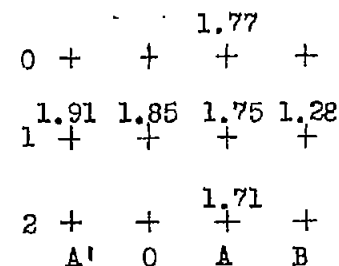 1.77
0 + + + +
1.91 1.85 1.75 1.28
1 + + + +
1.71
2 + + + +
A' O A B